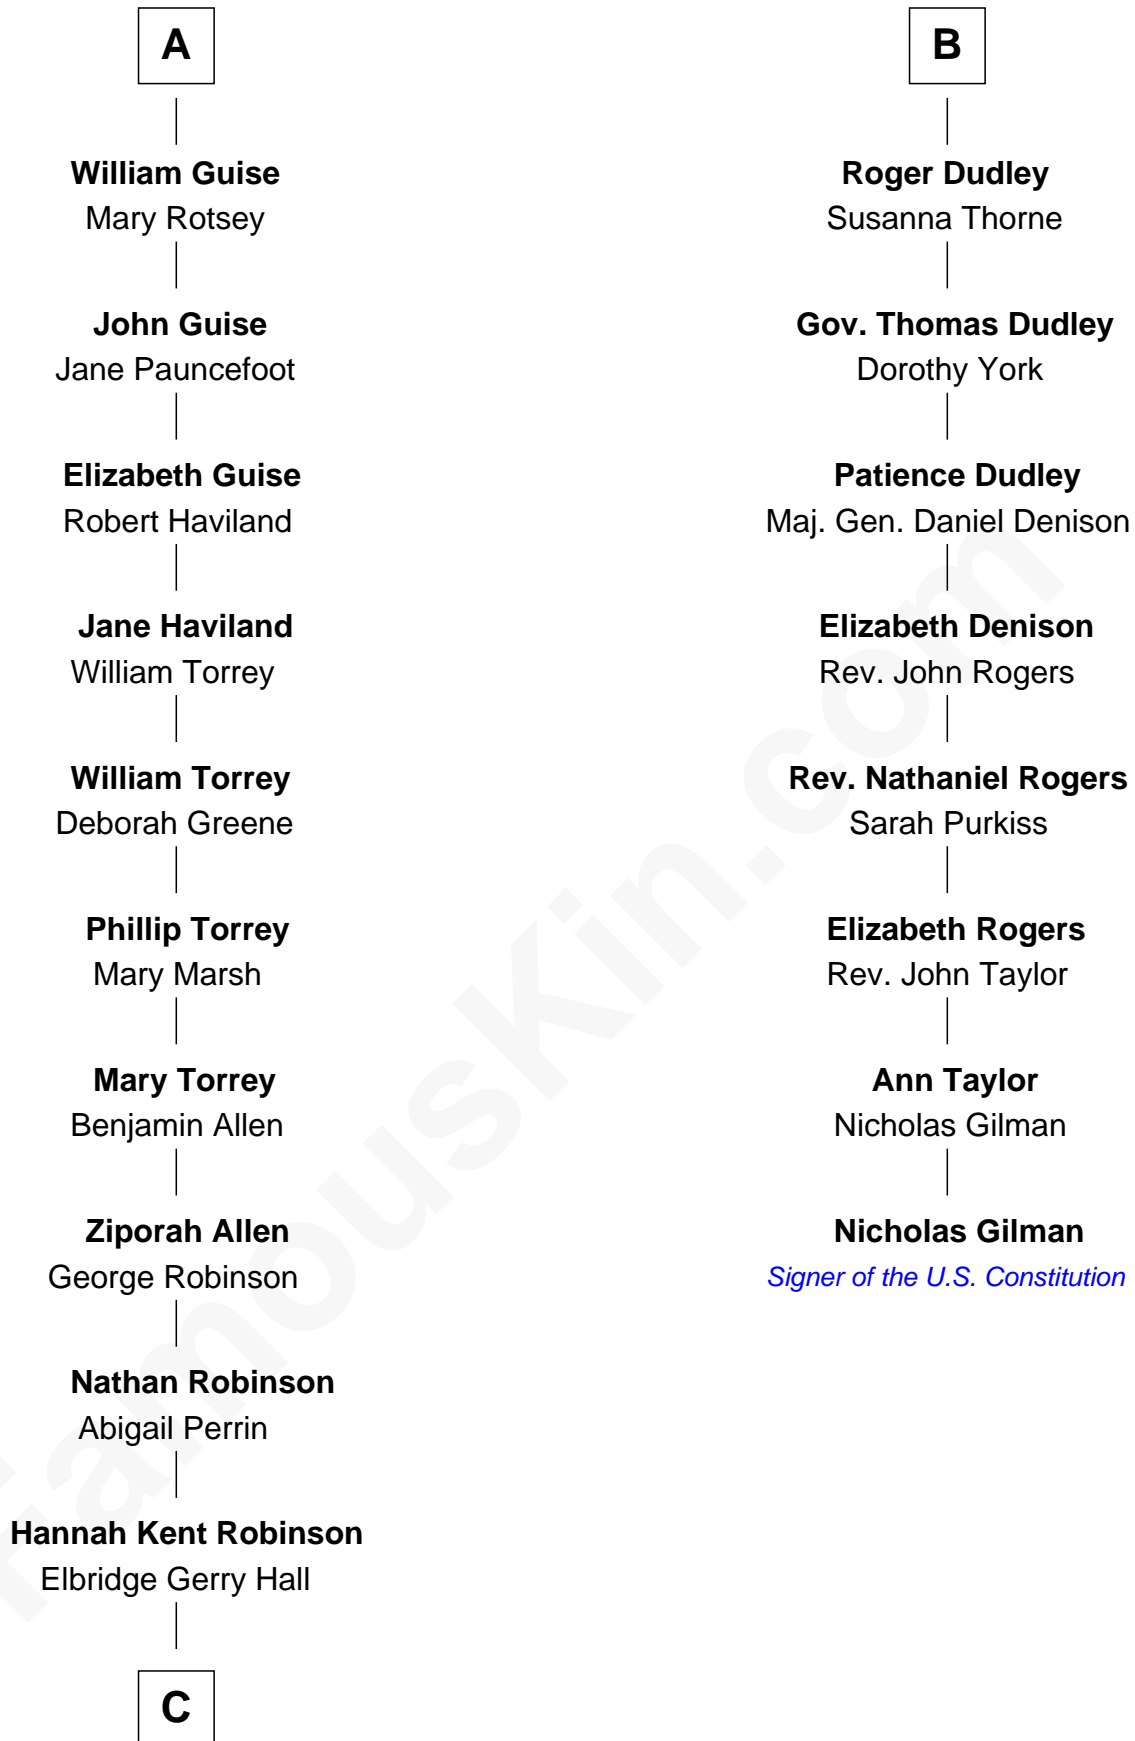 A
William Guise
Mary Rotsey
John Guise
Jane Pauncefoot
Elizabeth Guise
Robert Haviland
Jane Haviland
William Torrey
William Torrey
Deborah Greene
Phillip Torrey
Mary Marsh
Mary Torrey
Benjamin Allen
Ziporah Allen
George Robinson
Nathan Robinson
Abigail Perrin
Hannah Kent Robinson
Elbridge Gerry Hall
C
B
Roger Dudley
Susanna Thorne
Gov. Thomas Dudley
Dorothy York
Patience Dudley
Maj. Gen. Daniel Denison
Elizabeth Denison
Rev. John Rogers
Rev. Nathaniel Rogers
Sarah Purkiss
Elizabeth Rogers
Rev. John Taylor
Ann Taylor
Nicholas Gilman
Nicholas Gilman
Signer of the U.S. Constitution
famouskin.com